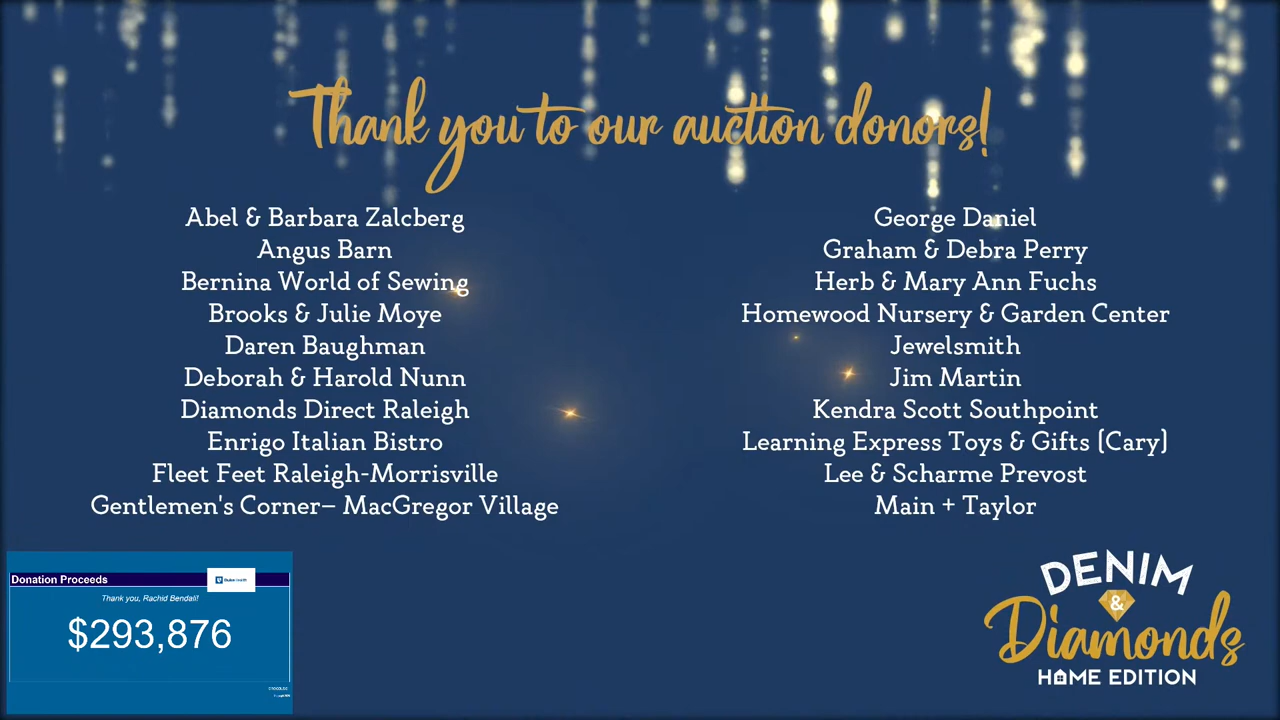 Thank you to our auction donors!
Abel & Barbara Zalcberg
Angus Barn
Bernina World of Sewing
Brooks & Julie Moye
Daren Baughman
Deborah & Harold Nunn
Diamonds Direct Raleigh
Enrigo Italian Bistro
Fleet Feet Raleigh-Morrisville
Gentlemen's Corner– MacGregor Village
George Daniel
Graham & Debra Perry
Herb & Mary Ann Fuchs
Homewood Nursery & Garden Center
Jewelsmith
Jim Martin
Kendra Scott Southpoint
Learning Express Toys & Gifts (Cary)
Lee & Scharme Prevost
Main + Taylor
Donation Proceeds
DukeHealth
Thank you, Rachid Bendali!
$293,876
DENIM
&
Diamonds
HOME EDITION